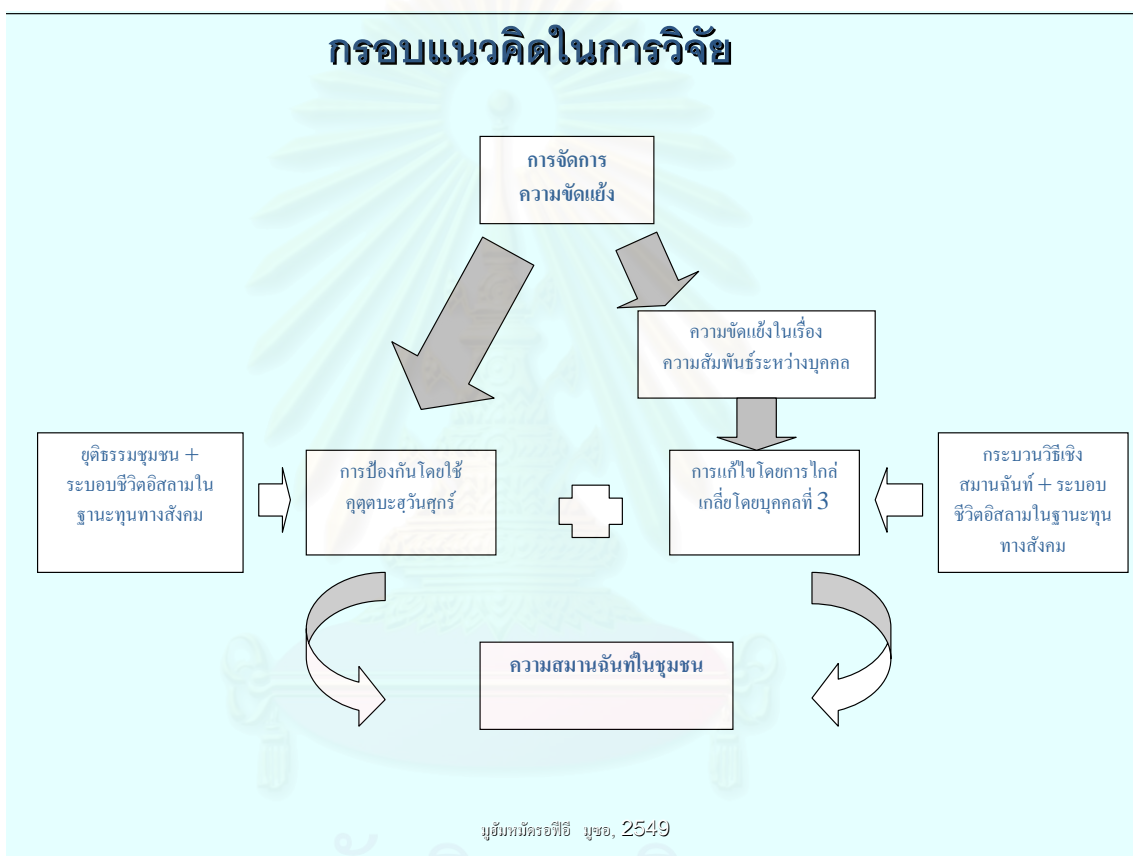 กรอบแนวคิดในการวิจัย
การจัดการ
ความขัดแย้ง
ความขัดแย้งในเรื่อง
ความสัมพันธ์ระหว่างบุคคล
ยุติธรรมชุมชน +
ระบอบชีวิตอิสลามใน
ฐานะทุนทางสังคม
การป้องกันโดยใช้
คุตุตบะฮฺวันศุกร์
การแก้ไขโดยการไกล่
เกลี่ยโดยบุคคลที่ 3
กระบวนวิธีเชิง
สมานฉันท์ + ระบอบ
ชีวิตอิสลามในฐานะทุน
ทางสังคม
ความสมานฉันท์ในชุมชน
มูฮัมหมัดรอฟีอี มูซอ, 2549